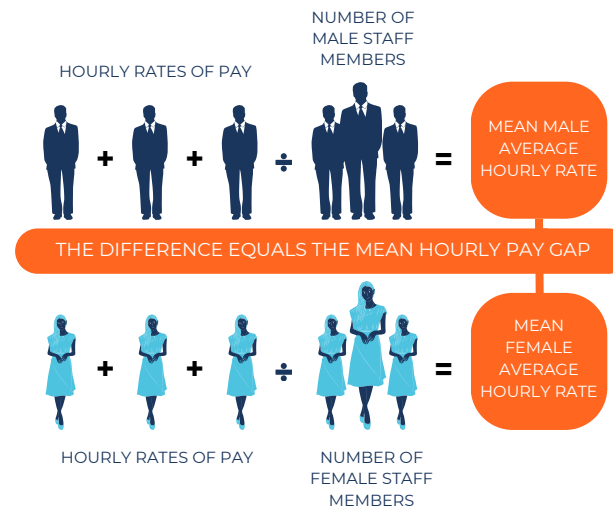 NUMBER OF
MALE STAFF
MEMBERS
HOURLY RATES OF PAY
+ + ÷ =
MEAN MALE
AVERAGE
HOURLY RATE
THE DIFFERENCE EQUALS THE MEAN HOURLY PAY GAP
+ + ÷ =
MEAN
FEMALE
AVERAGE
HOURLY RATE
HOURLY RATES OF PAY
NUMBER OF
FEMALE STAFF
MEMBERS